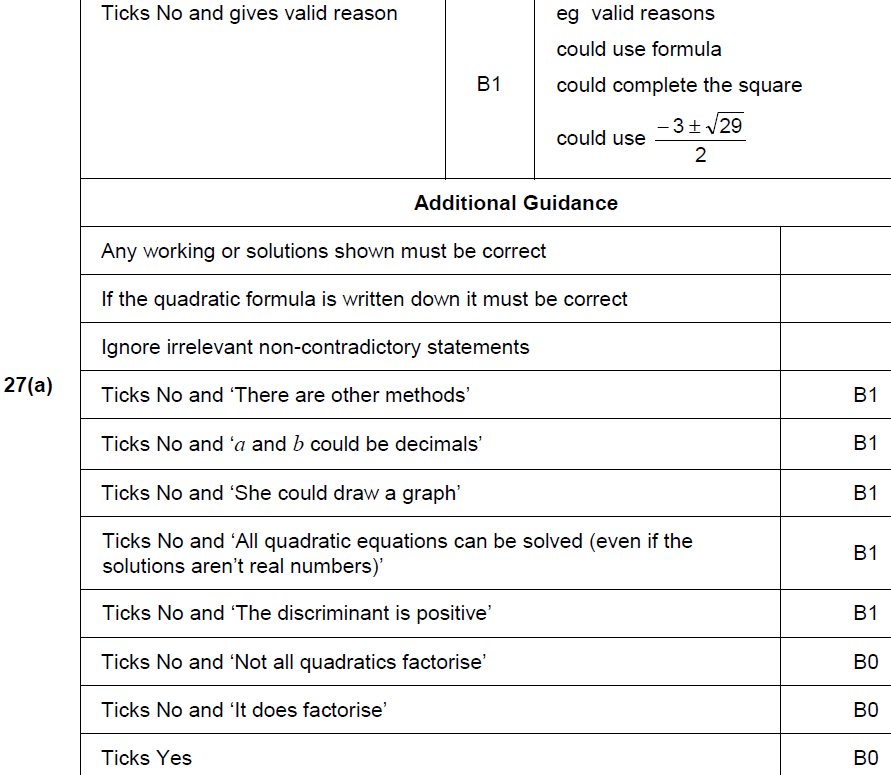 Ticks No and gives valid reason
B1
eg valid reasons
could use formula
could complete the square
could use (−3 ± √29)/2
Additional Guidance
27(a)
Any working or solutions shown must be correct
If the quadratic formula is written down it must be correct
Ignore irrelevant non-contradictory statements
Ticks No and ‘There are other methods’ B1
Ticks No and ‘a and b could be decimals’ B1
Ticks No and ‘She could draw a graph’ B1
Ticks No and ‘All quadratic equations can be solved (even if the
solutions aren’t real numbers)’ B1
Ticks No and ‘The discriminant is positive’ B1
Ticks No and ‘Not all quadratics factorise’ B0
Ticks No and ‘It does factorise’ B0
Ticks Yes B0